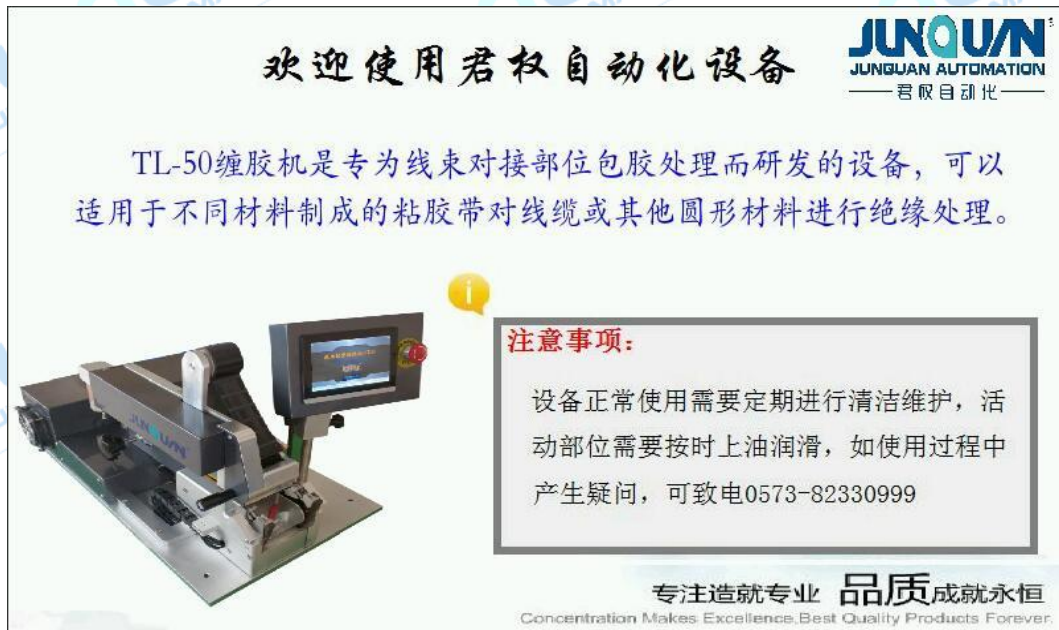 欢迎使用君权自动化设备
JUNQUAN
JUNQUAN AUTOMATION
君权自动化
TL-50缠胶机是专为线束对接部位包胶处理而研发的设备，可以
适用于不同材料制成的粘胶带对线缆或其他圆形材料进行绝缘处理。
i
注意事项：
设备正常使用需要定期进行清洁维护，活
动部位需要按时上油润滑，如使用过程中
产生疑问，可致电0573-82330999
JUNQUAN
专注造就专业 品质成就永恒
Concentration Makes Excellence,Best Quality Products Forever.